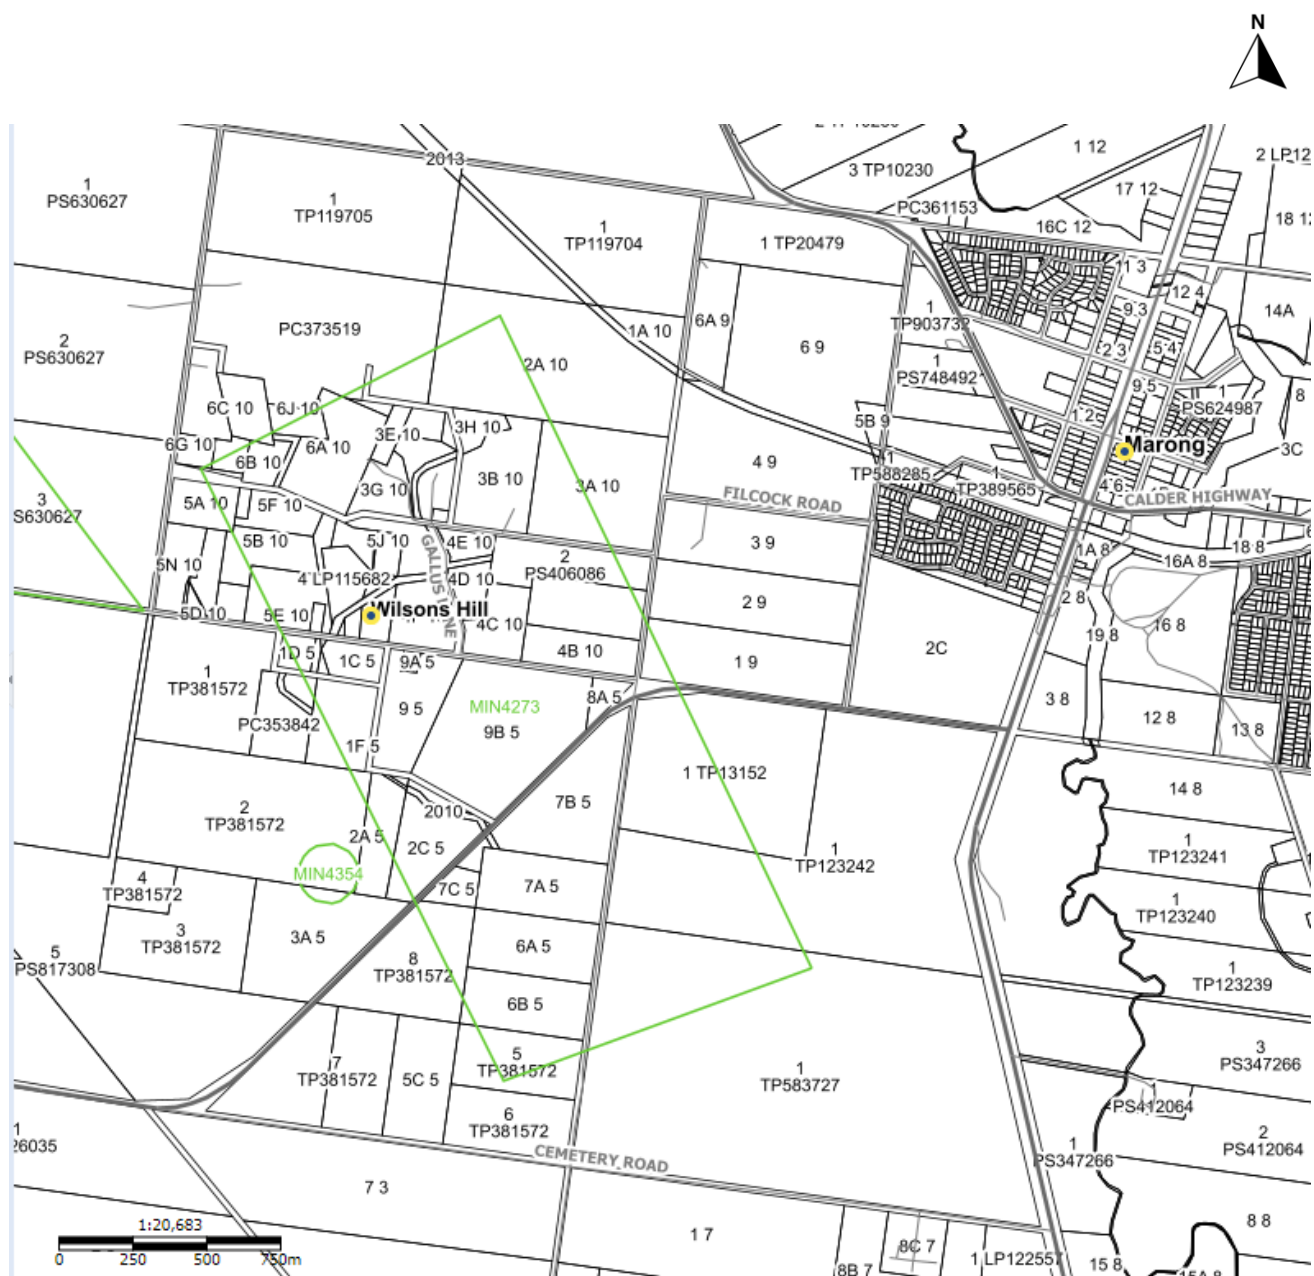 N
2013
1
PS630627
1
TP119705
1
TP119704
3 TP10230
1 12
2 LP12
17 12
PC361153
16C 12
18 12
1 TP20479
1 3
12 4
14A
PC373519
2
PS630627
1A 10
6A 9
6 9
1
TP903732
9 3
2 3
5 4
2A 10
1
PS748492
9 5
1
PS624987
8
6C 10
6J 10
1 2
5B 9
3E 10
3H 10
6G 10
6A 10
Marong
3C
6B 10
4 9
1
TP588285
3B 10
3A 10
3G 10
1
TP389565
4 6
CALDER HIGHWAY
3
S630627
5A 10
5F 10
FILCOCK ROAD
5B 10
5J 10
4E 10
3 9
1A 8
18 8
16A 8
5N 10
4 LP115682
GALLUS LANE
4D 10
2
PS406086
2 9
2 8
5D 10
5E 10
Wilsons Hill
4C 10
16 8
19 8
1D 5
1C 5
9A 5
4B 10
1 9
2C
1
TP381572
PC353842
9 5
MIN4273
9B 5
8A 5
3 8
12 8
13 8
1F 5
1 TP13152
14 8
2
TP381572
2010
7B 5
2A 5
2C 5
1
TP123242
1
TP123241
MIN4354
4
TP381572
7C 5
7A 5
1
TP123240
3
TP381572
3A 5
6A 5
5
PS817308
8
TP381572
1
TP123239
6B 5
3
PS347266
7
TP381572
5C 5
5
TP381572
1
TP583727
1
PS412064
6
TP381572
1
26035
CEMETERY ROAD
1
PS347266
2
PS412064
7 3
1 7
8 8
8C 7
1 LP122557
15 8
8B 7
15A 8
1:20,683
0 250 500 750m